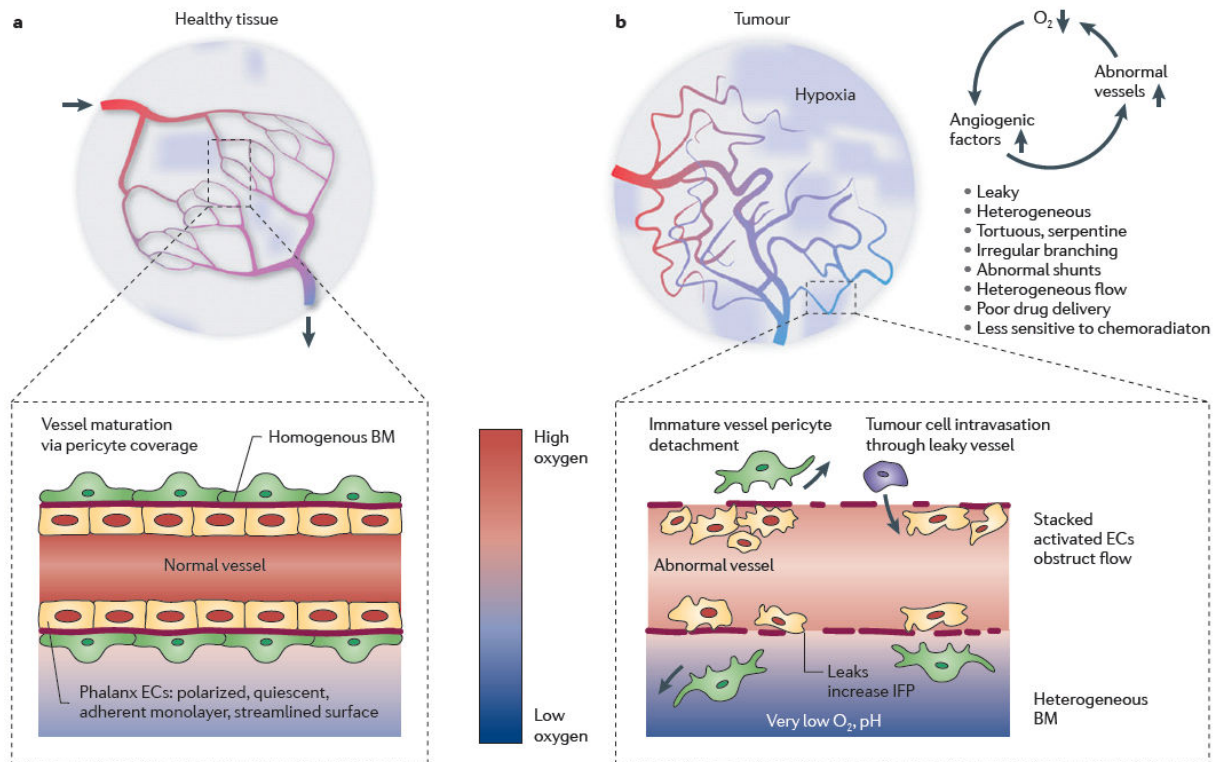 a
Healthy tissue
b
Tumour
Hypoxia
O2
Abnormal
vessels
Angiogenic
factors
• Leaky
• Heterogeneous
• Tortuous, serpentine
• Irregular branching
• Abnormal shunts
• Heterogeneous flow
• Poor drug delivery
• Less sensitive to chemoradiaton
Vessel maturation
via pericyte coverage
Homogenous BM
Normal vessel
Phalanx ECs: polarized, quiescent,
adherent monolayer, streamlined surface
High
oxygen
Low
oxygen
Immature vessel pericyte
detachment
Tumour cell intravasation
through leaky vessel
Abnormal vessel
Stacked
activated ECs
obstruct flow
Leaks
increase IFP
Very low O2, pH
Heterogeneous
BM